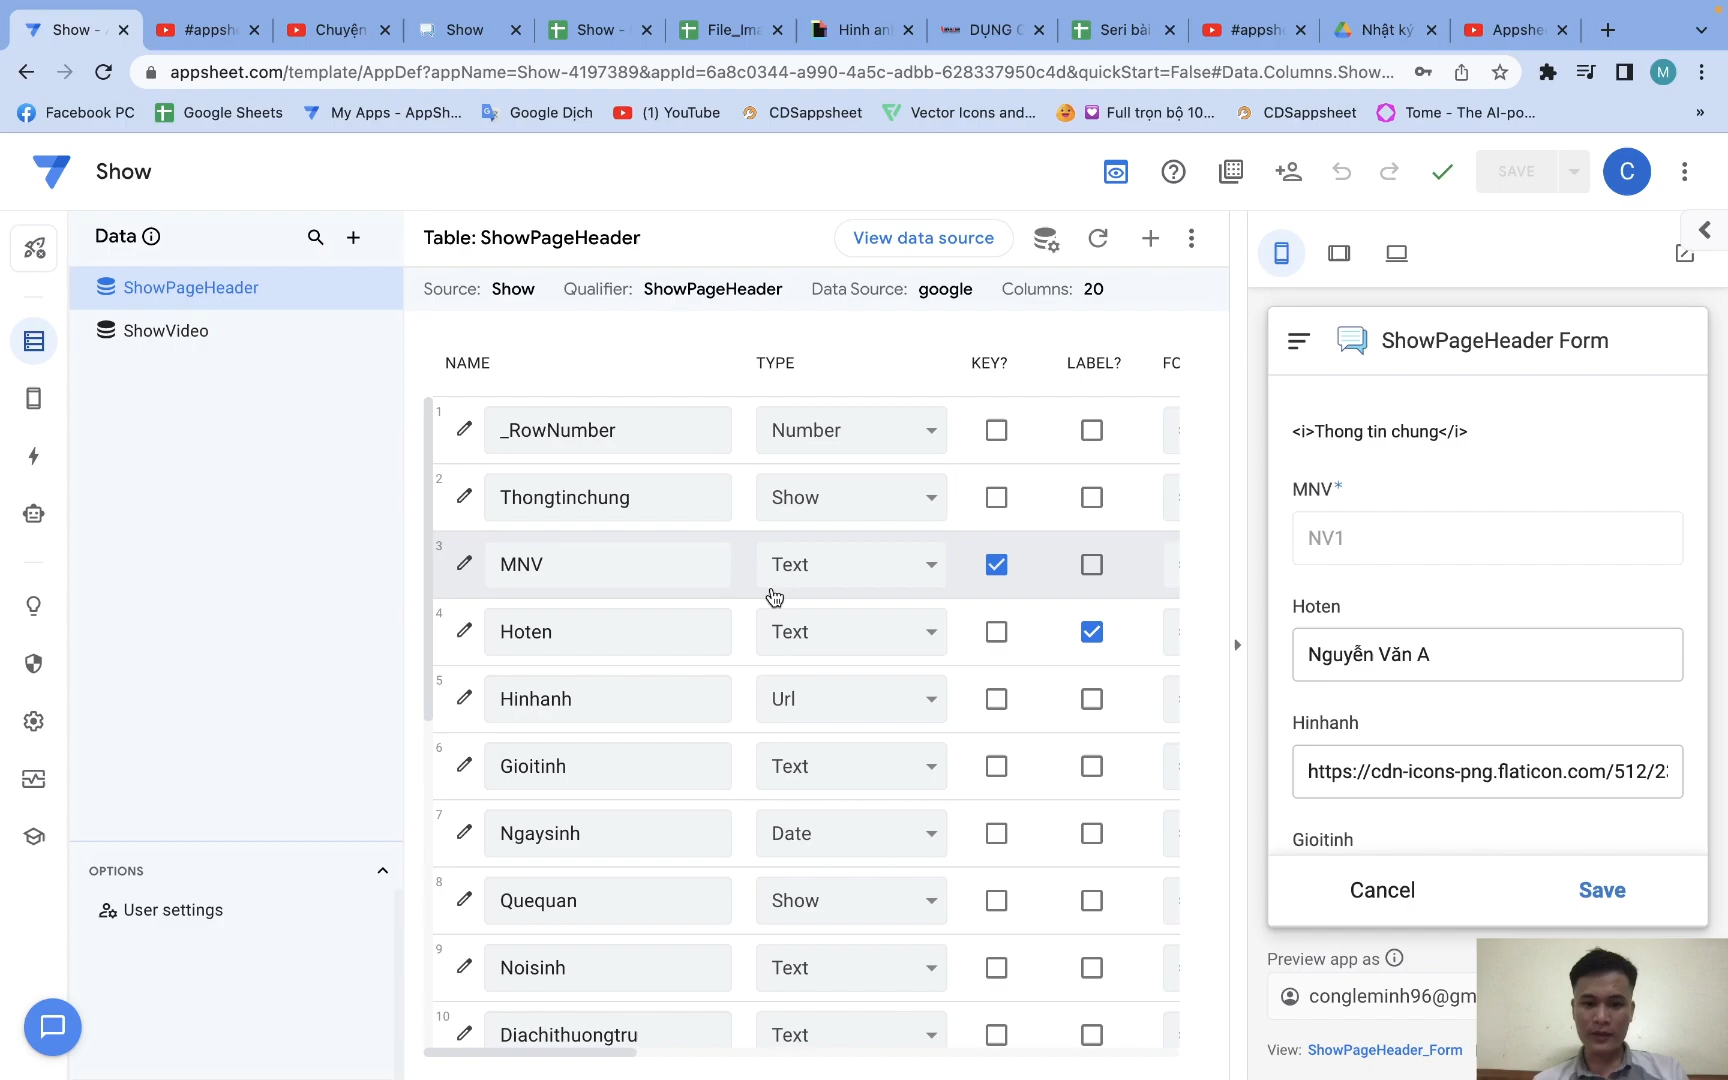 Show -
#appsh
Chuyện
Show
Show -
File_Ima
Hinh an
DỤNG C
Seri bài
#appsh
Nhật ký
Appshe
appsheet.com/template/AppDef?appName=Show-4197389&appId=6a8c0344-a990-4a5c-adbb-628337950c4d&quickStart=False#Data.Columns.Show...
M
Facebook PC
Google Sheets
My Apps - AppSh...
Google Dịch
(1) YouTube
CDSappsheet
Vector Icons and...
Full trọn bộ 10...
CDSappsheet
Tome - The AI-po...
»
Show
SAVE
C
Data
Table: ShowPageHeader
View data source
ShowPageHeader
ShowVideo
Source: Show Qualifier: ShowPageHeader Data Source: google Columns: 20
NAME TYPE KEY? LABEL? FO
1 _RowNumber Number
2 Thongtinchung Show
3 MNV Text
4 Hoten Text
5 Hinhanh Url
6 Gioitinh Text
7 Ngaysinh Date
8 Quequan Show
9 Noisinh Text
10 Diachithuongtru Text
OPTIONS
User settings
ShowPageHeader Form
<i>Thong tin chung</i>
MNV*
NV1
Hoten
Nguyễn Văn A
Hinhanh
https://cdn-icons-png.flaticon.com/512/2
Gioitinh
Cancel
Save
Preview app as
congleminh96@gm
View: ShowPageHeader_Form